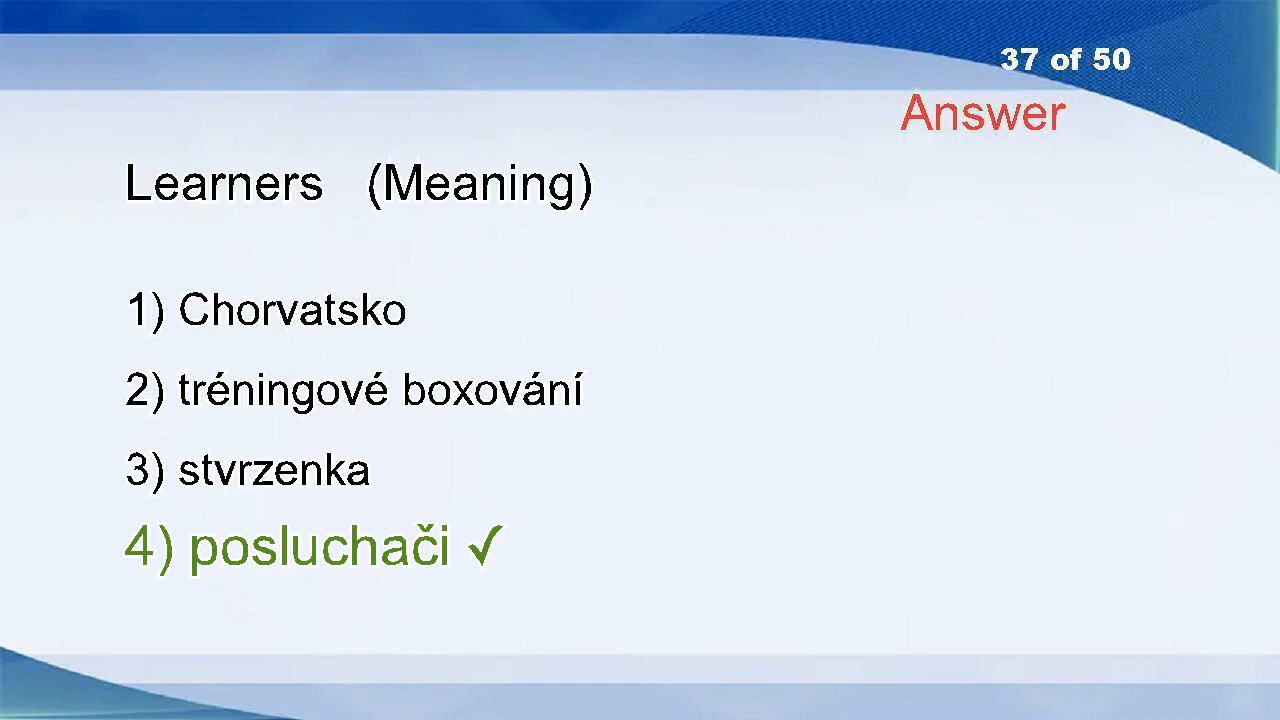 37 of 50
Answer
Learners (Meaning)
1) Chorvatsko
2) tréningové boxování
3) stvrzenka
4) posluchači ✓